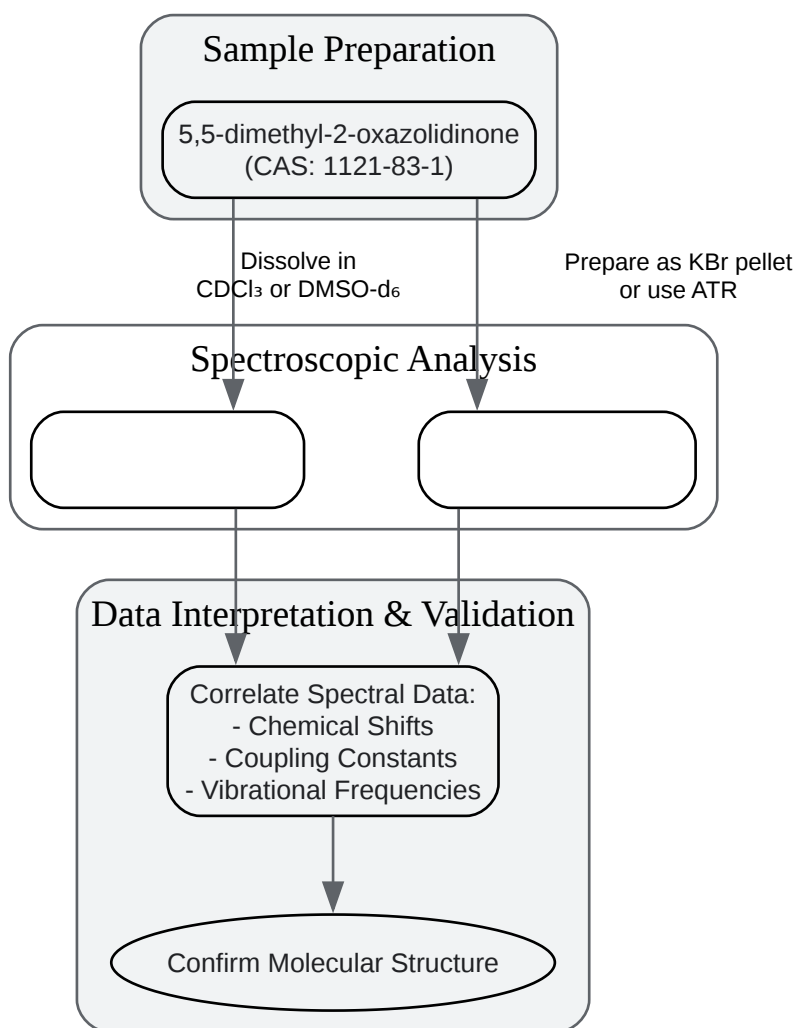 Sample Preparation
5,5-dimethyl-2-oxazolidinone
(CAS: 1121-83-1)
Dissolve in
CDCl₃ or DMSO-d₆
Prepare as KBr pellet
or use ATR
Spectroscopic Analysis
Data Interpretation & Validation
Correlate Spectral Data:
- Chemical Shifts
- Coupling Constants
- Vibrational Frequencies
Confirm Molecular Structure